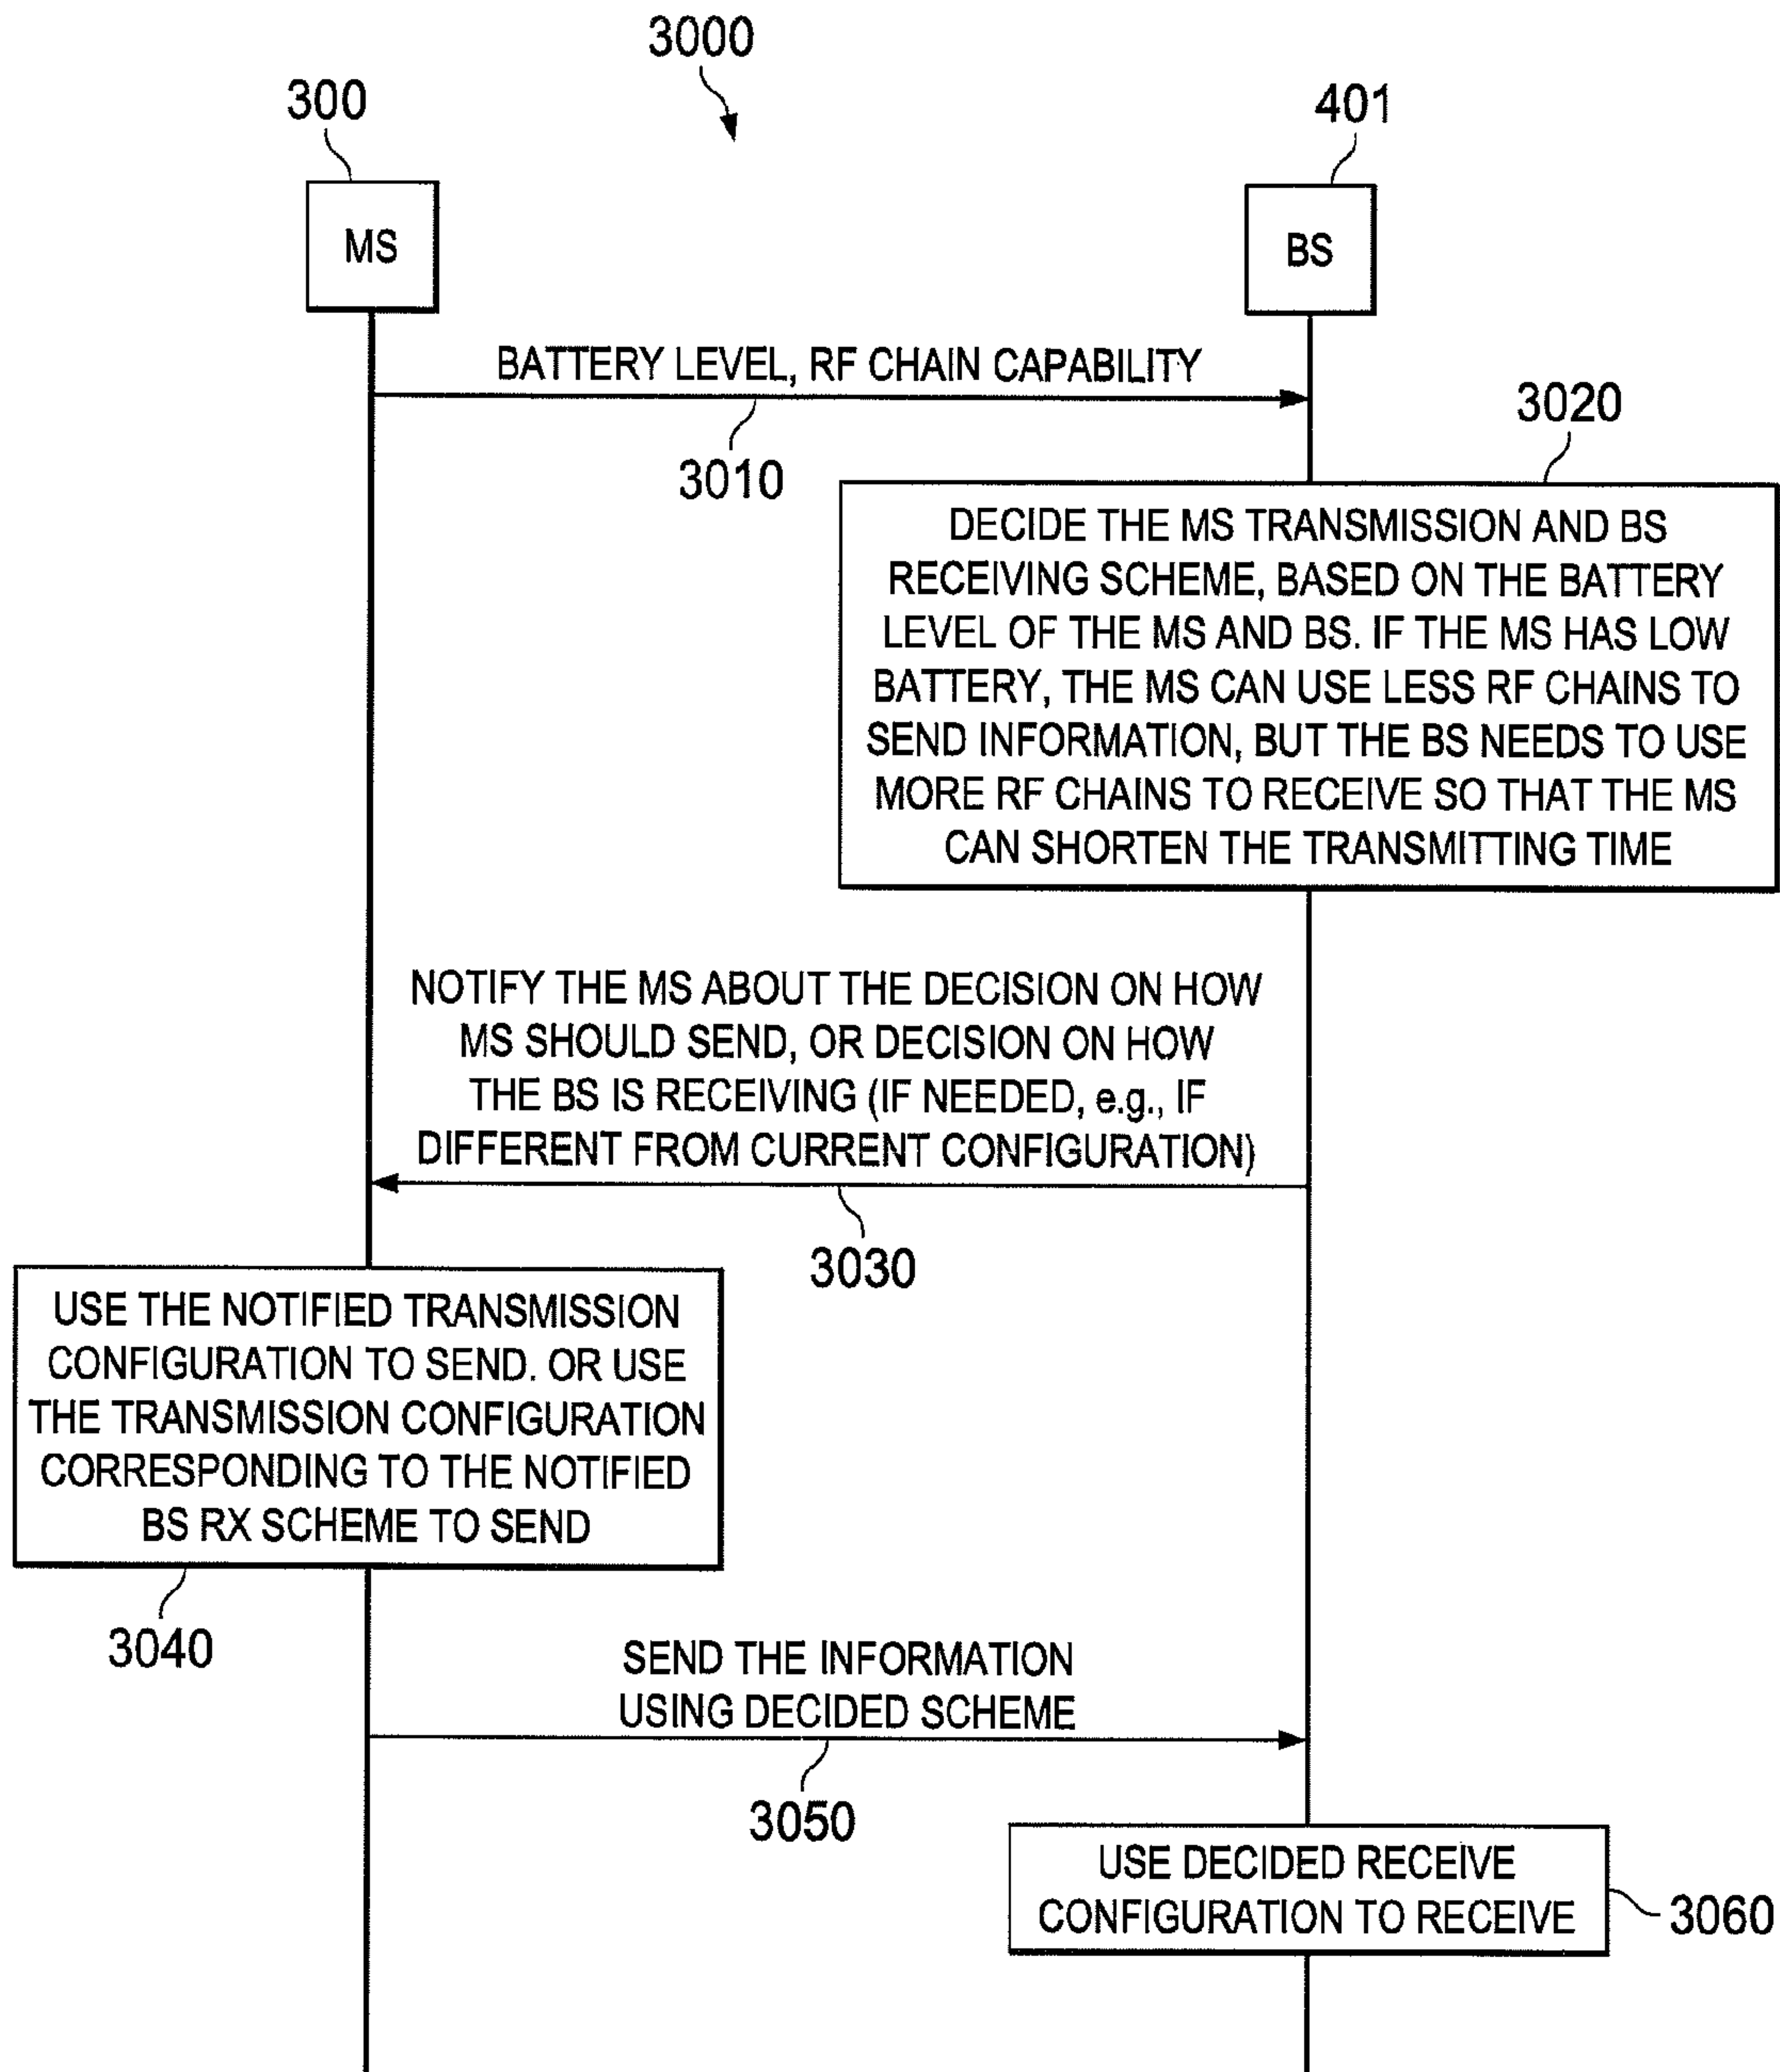 3000
300
401
MS
BS
BATTERY LEVEL, RF CHAIN CAPABILITY
3010
3020
DECIDE THE MS TRANSMISSION AND BS
RECEIVING SCHEME, BASED ON THE BATTERY
LEVEL OF THE MS AND BS. IF THE MS HAS LOW
BATTERY, THE MS CAN USE LESS RF CHAINS TO
SEND INFORMATION, BUT THE BS NEEDS TO USE
MORE RF CHAINS TO RECEIVE SO THAT THE MS
CAN SHORTEN THE TRANSMITTING TIME
NOTIFY THE MS ABOUT THE DECISION ON HOW
MS SHOULD SEND, OR DECISION ON HOW
THE BS IS RECEIVING (IF NEEDED, e.g., IF
DIFFERENT FROM CURRENT CONFIGURATION)
3030
USE THE NOTIFIED TRANSMISSION
CONFIGURATION TO SEND. OR USE
THE TRANSMISSION CONFIGURATION
CORRESPONDING TO THE NOTIFIED
BS RX SCHEME TO SEND
3040
SEND THE INFORMATION
USING DECIDED SCHEME
3050
USE DECIDED RECEIVE
CONFIGURATION TO RECEIVE
3060